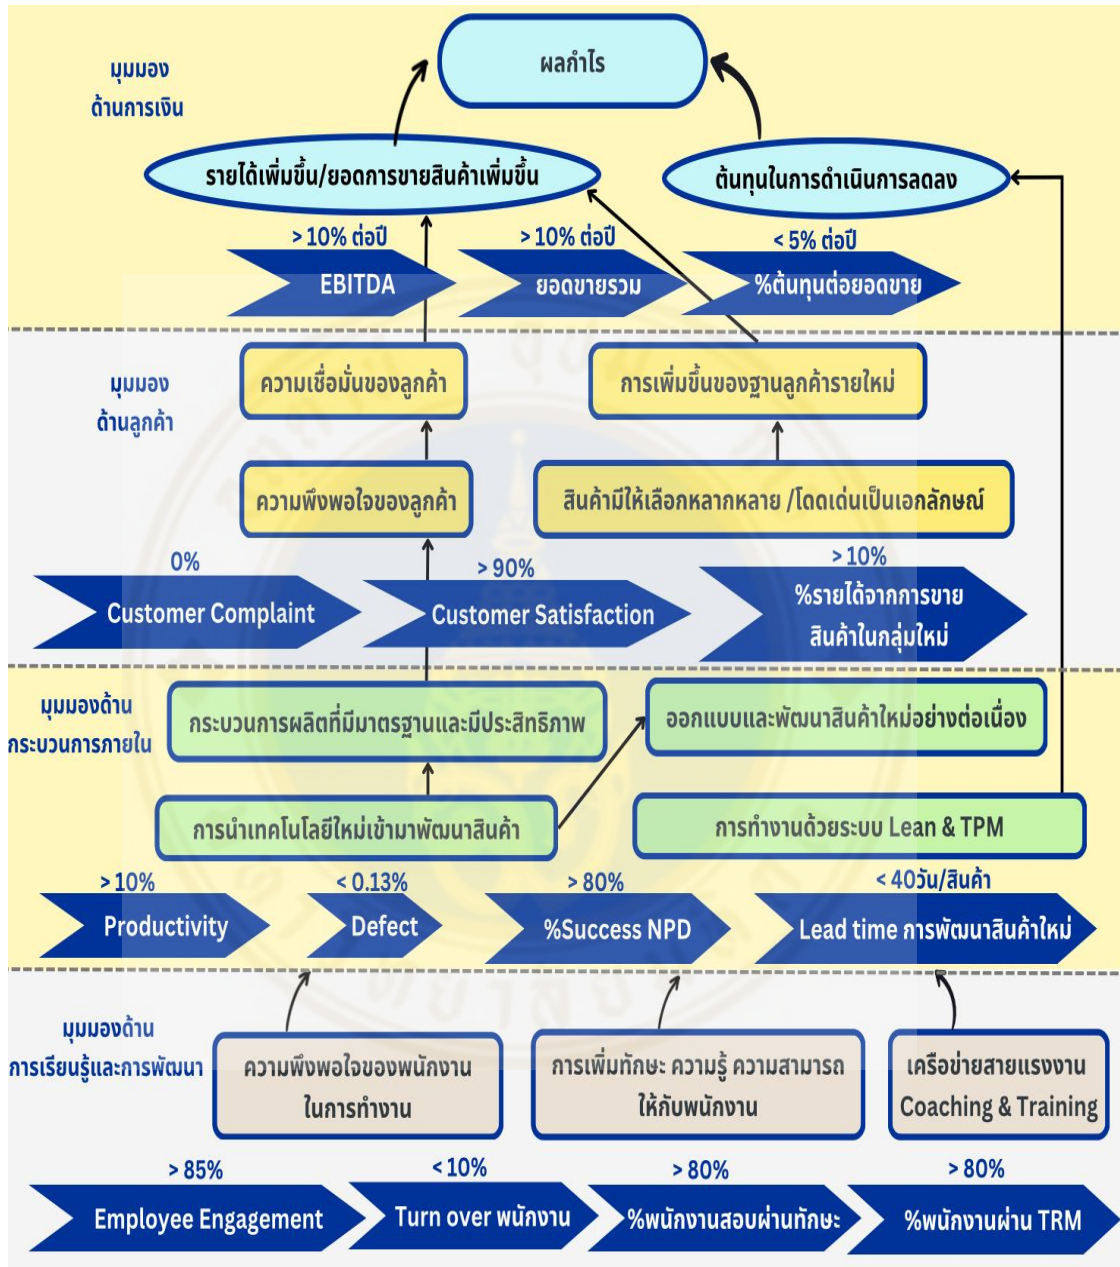 ผลกำไร
มุมมอง
ด้านการเงิน
รายได้เพิ่มขึ้น/ยอดการขายสินค้าเพิ่มขึ้น
ต้นทุนในการดำเนินการลดลง
> 10% ต่อปี
> 10% ต่อปี
< 5% ต่อปี
EBITDA
ยอดขายรวม
%ต้นทุนต่อยอดขาย
มุมมอง
ด้านลูกค้า
ความเชื่อมั่นของลูกค้า
การเพิ่มขึ้นของฐานลูกค้ารายใหม่
ความพึงพอใจของลูกค้า
สินค้ามีให้เลือกหลากหลาย /โดดเด่นเป็นเอกลักษณ์
0%
> 90%
> 10%
Customer Complaint
Customer Satisfaction
%รายได้จากการขาย
สินค้าในกลุ่มใหม่
มุมมองด้าน
กระบวนการภายใน
กระบวนการผลิตที่มีมาตรฐานและมีประสิทธิภาพ
ออกแบบและพัฒนาสินค้าใหม่อย่างต่อเนื่อง
การนำเทคโนโลยีใหม่เข้ามาพัฒนาสินค้า
การทำงานด้วยระบบ Lean & TPM
> 10%
< 0.13%
> 80%
< 40วัน/สินค้า
Productivity
Defect
%Success NPD
Lead time การพัฒนาสินค้าใหม่
มุมมองด้าน
การเรียนรู้และการพัฒนา
ความพึงพอใจของพนักงาน
ในการทำงาน
การเพิ่มทักษะ ความรู้ ความสามารถ
ให้กับพนักงาน
เครือข่ายสายแรงงาน
Coaching & Training
> 85%
< 10%
> 80%
> 80%
Employee Engagement
Turn over พนักงาน
%พนักงานสอบผ่านทักษะ
%พนักงานผ่าน TRM